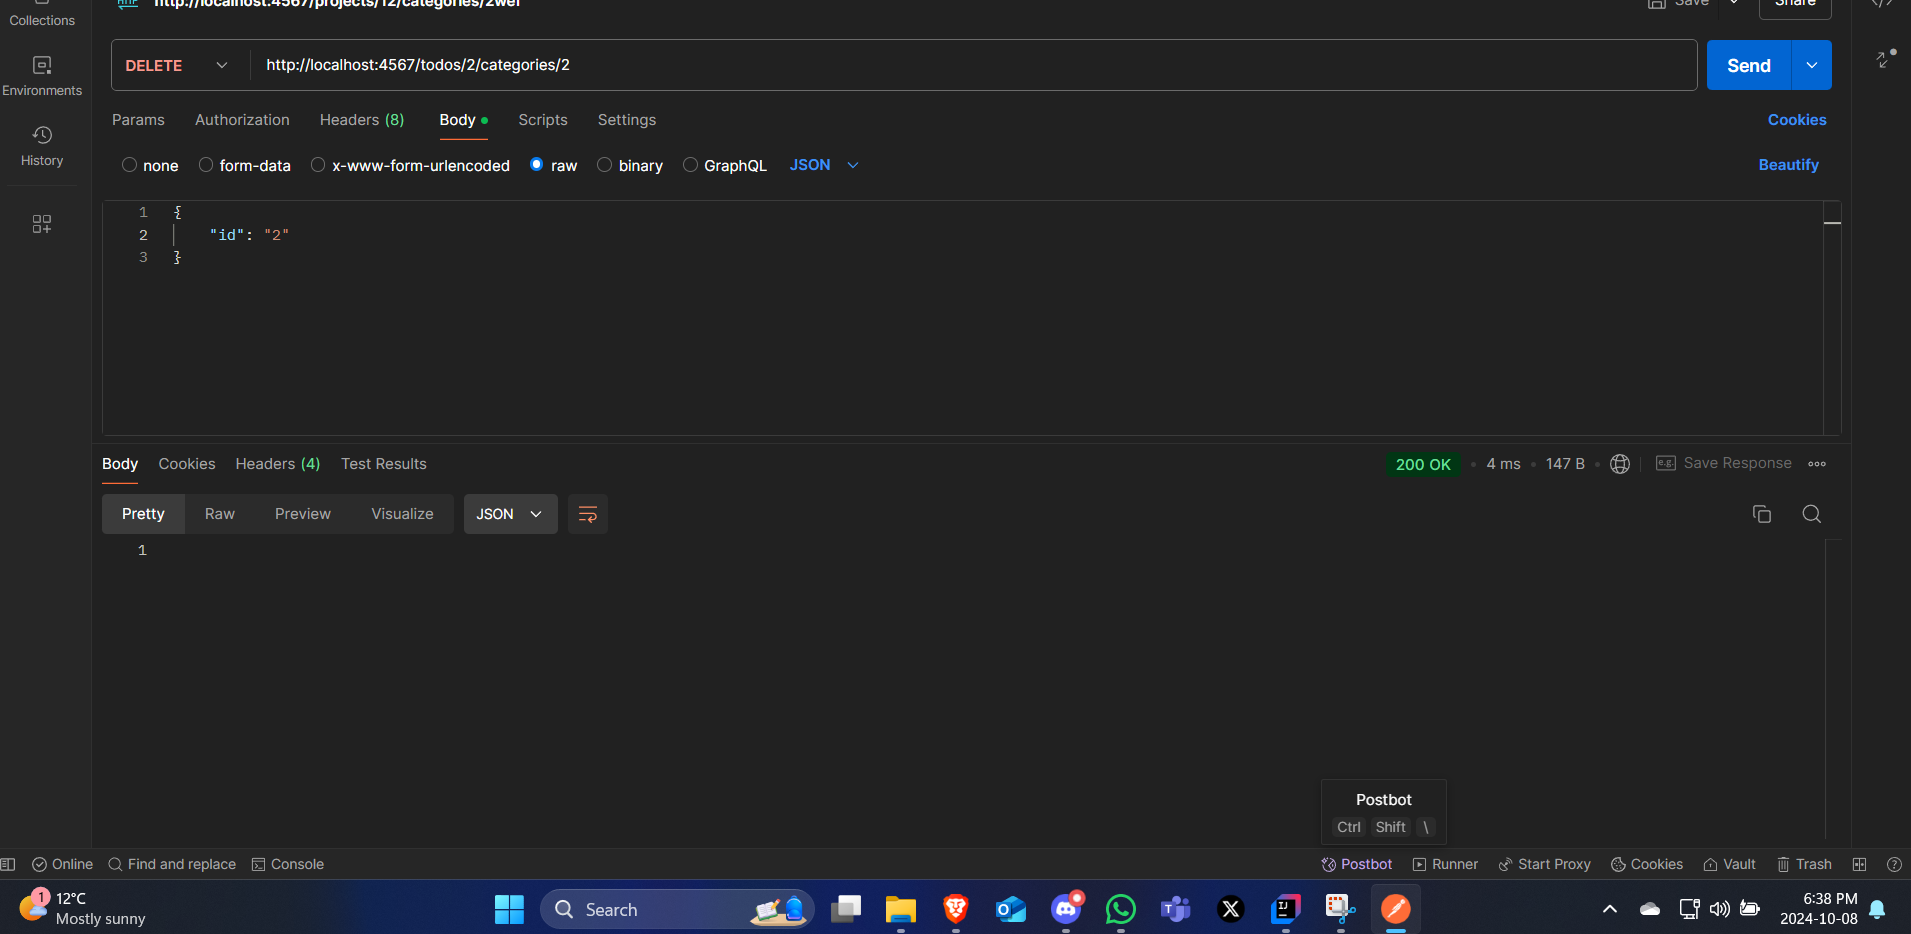 http://localhost:4567/projects/12/categories/2wef
Save
Share
Collections
DELETE
http://localhost:4567/todos/2/categories/2
Send
Environments
Params Authorization Headers (8) Body Scripts Settings Cookies
History
none form-data x-www-form-urlencoded raw binary GraphQL JSON Beautify
1 {
2 "id": "2"
3 }
Body Cookies Headers (4) Test Results 200 OK 4 ms 147 B e.g. Save Response
Pretty Raw Preview Visualize JSON
1
Postbot
Ctrl Shift \
Online Find and replace Console Postbot Runner Start Proxy Cookies Vault Trash
1
12°C
Mostly sunny
Search
6:38 PM
2024-10-08